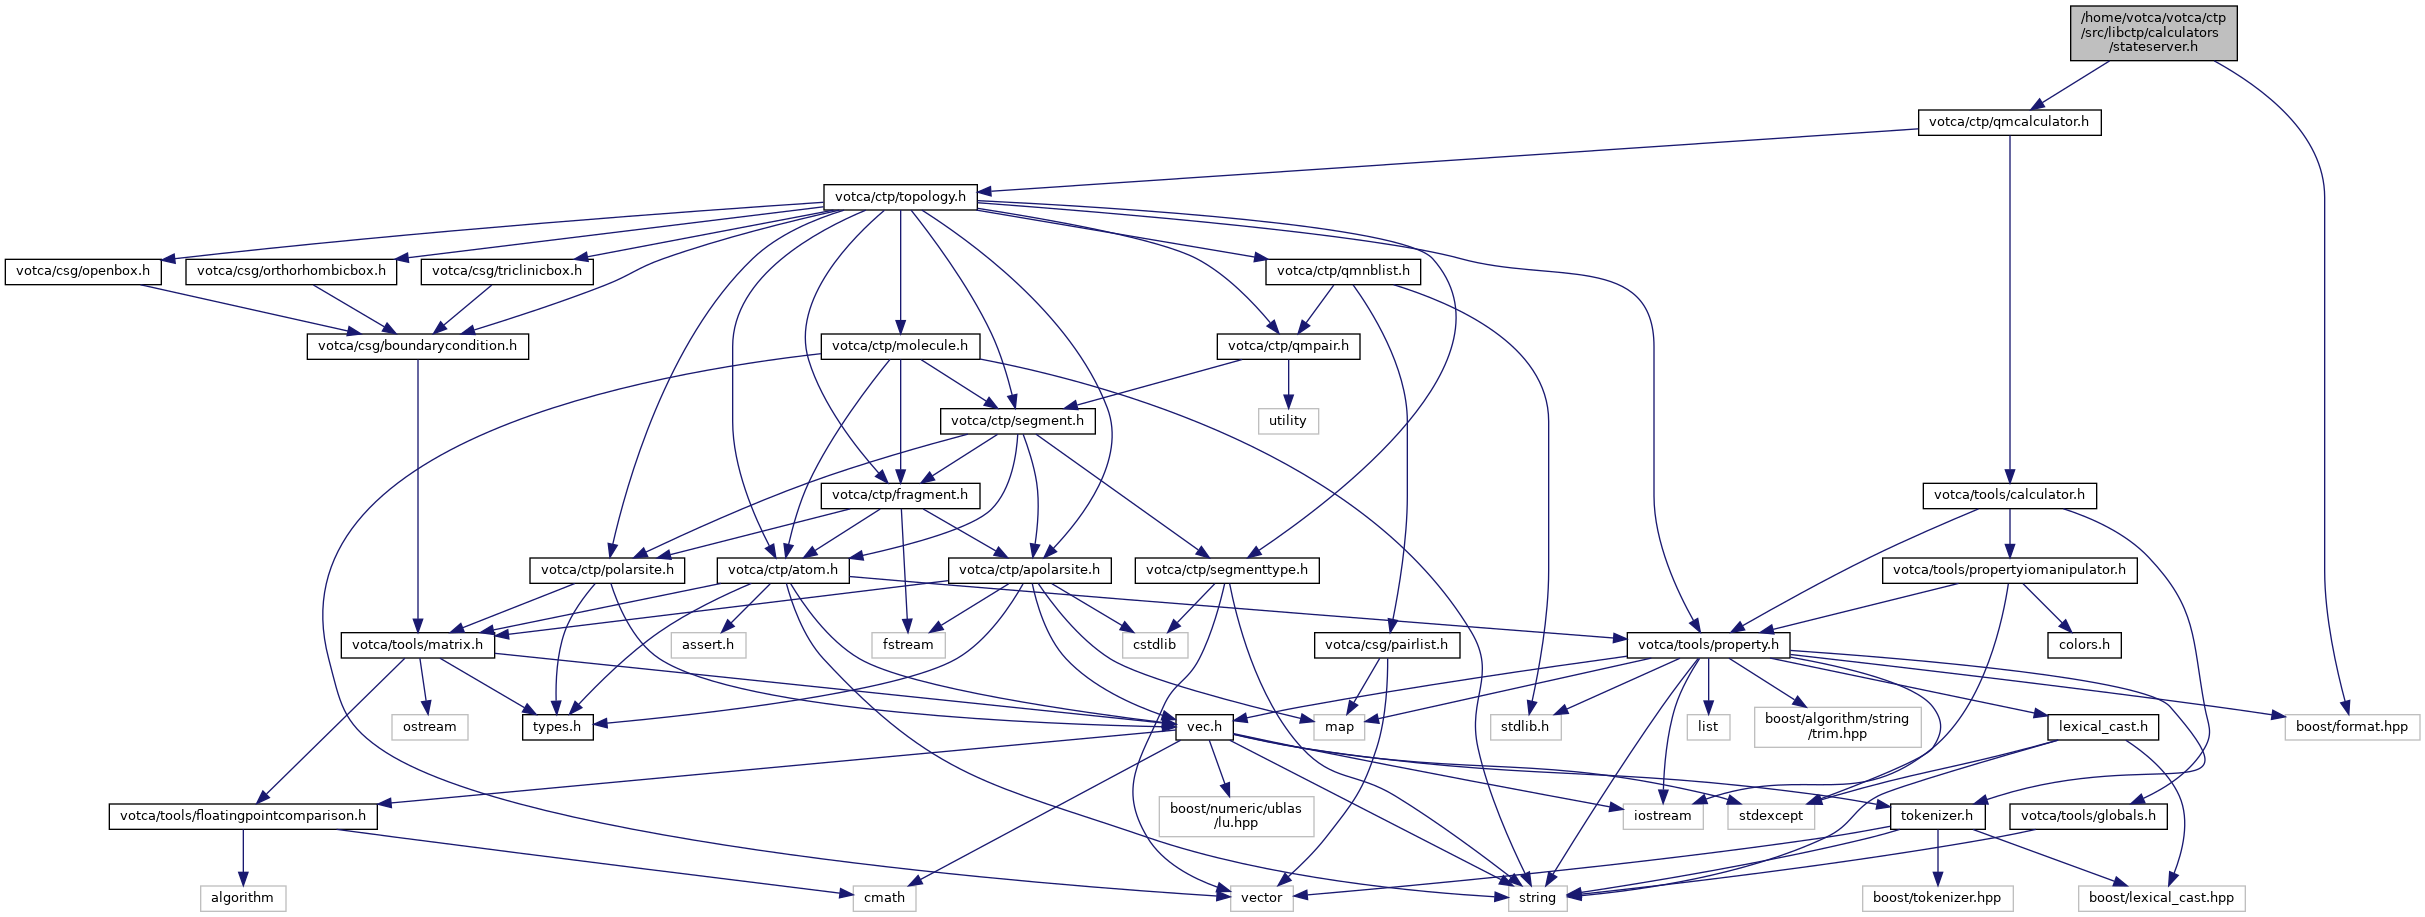 /home/votca/votca/ctp
/src/libctp/calculators
/stateserver.h
votca/ctp/qmcalculator.h
votca/ctp/topology.h
votca/csg/openbox.h
votca/csg/orthorhombicbox.h
votca/csg/triclinicbox.h
votca/ctp/qmnblist.h
votca/csg/boundarycondition.h
votca/ctp/molecule.h
votca/ctp/qmpair.h
votca/ctp/segment.h
utility
votca/ctp/fragment.h
votca/tools/calculator.h
votca/ctp/polarsite.h
votca/ctp/atom.h
votca/ctp/apolarsite.h
votca/ctp/segmenttype.h
votca/tools/propertyiomanipulator.h
votca/tools/matrix.h
assert.h
fstream
cstdlib
votca/csg/pairlist.h
votca/tools/property.h
colors.h
ostream
types.h
vec.h
map
stdlib.h
list
boost/algorithm/string
/trim.hpp
lexical_cast.h
boost/format.hpp
votca/tools/floatingpointcomparison.h
boost/numeric/ublas
/lu.hpp
iostream
stdexcept
tokenizer.h
votca/tools/globals.h
algorithm
cmath
vector
string
boost/tokenizer.hpp
boost/lexical_cast.hpp